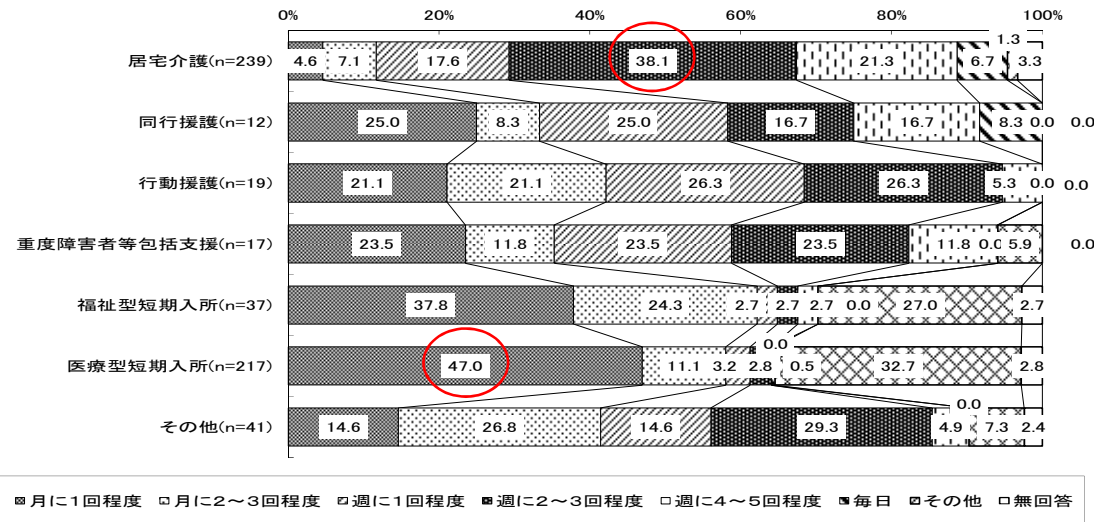 0% 20% 40% 60% 80% 100%
1.3
居宅介護(n=239) 4.6 7.1 17.6 38.1 21.3 6.7 3.3
同行援護(n=12) 25.0 8.3 25.0 16.7 16.7 8.3 0.0 0.0
行動援護(n=19) 21.1 21.1 26.3 26.3 5.3 0.0 0.0
重度障害者等包括支援(n=17) 23.5 11.8 23.5 23.5 11.8 0.0 5.9 0.0
福祉型短期入所(n=37) 37.8 24.3 2.7 2.7 2.7 0.0 27.0 2.7
0.0
医療型短期入所(n=217) 47.0 11.1 3.2 2.8 0.5 32.7 2.8
0.0
その他(n=41) 14.6 26.8 14.6 29.3 4.9 7.3 2.4
月に1回程度 月に2～3回程度 週に1回程度 週に2～3回程度 週に4～5回程度 毎日 その他 無回答